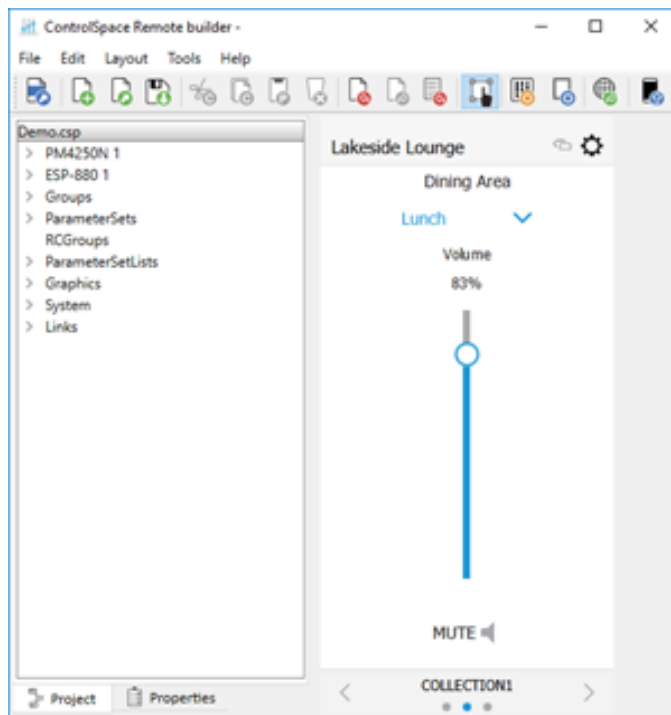 ControlSpace Remote builder -
File Edit Layout Tools Help
Demo.csp
PM4250N 1
ESP-880 1
Groups
ParameterSets
RCGroups
ParameterSetLists
Graphics
System
Links
Project Properties
Lakeside Lounge
Dining Area
Lunch
Volume
83%
MUTE
COLLECTION1